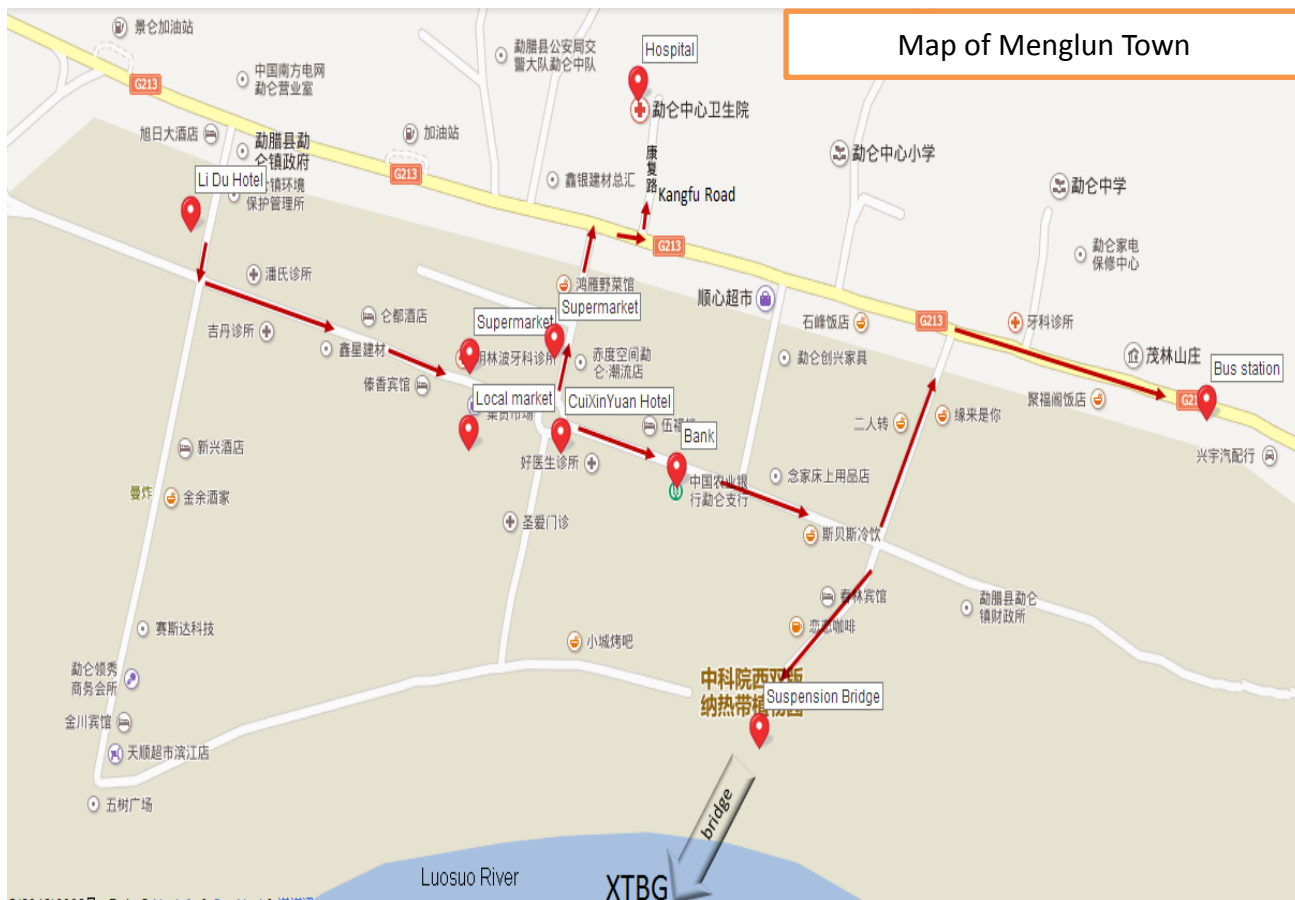 Map of Menglun Town
景仑加油站
G213
中国南方电网
勐仑营业室
勐腊县公安局交
警大队勐仑中队
Hospital
勐仑中心卫生院
旭日大酒店
勐腊县勐
仑镇政府
加油站
G213
康复路
勐仑中心小学
Li Du Hotel
仑镇环境
保护管理所
鑫银建材总汇
Kangfu Road
勐仑中学
G213
勐仑家电
保修中心
潘氏诊所
鸿雁野菜馆
顺心超市
Supermarket
仑都酒店
Supermarket
石峰饭店
G213
牙科诊所
吉丹诊所
鑫星建材
明林波牙科诊所
赤度空间勐
仑·潮流店
勐仑创兴家具
茂林山庄
Bus station
傣香宾馆
Local market
集贸市场
CuiXinYuan Hotel
聚福阁饭店
G21
二人转
缘来是你
新兴酒店
好医生诊所
Bank
兴宇汽配行
曼炸
金余酒家
中国农业银
行勐仑支行
念家床上用品店
圣爱门诊
斯贝斯冷饮
春林宾馆
勐腊县勐仑
镇财政所
赛斯达科技
小城烤吧
恋恋咖啡
勐仑领秀
商务会所
中科院西双版
纳热带植物园
Suspension Bridge
金川宾馆
天顺超市滨江店
五树广场
bridge
Luosuo River
XTBG